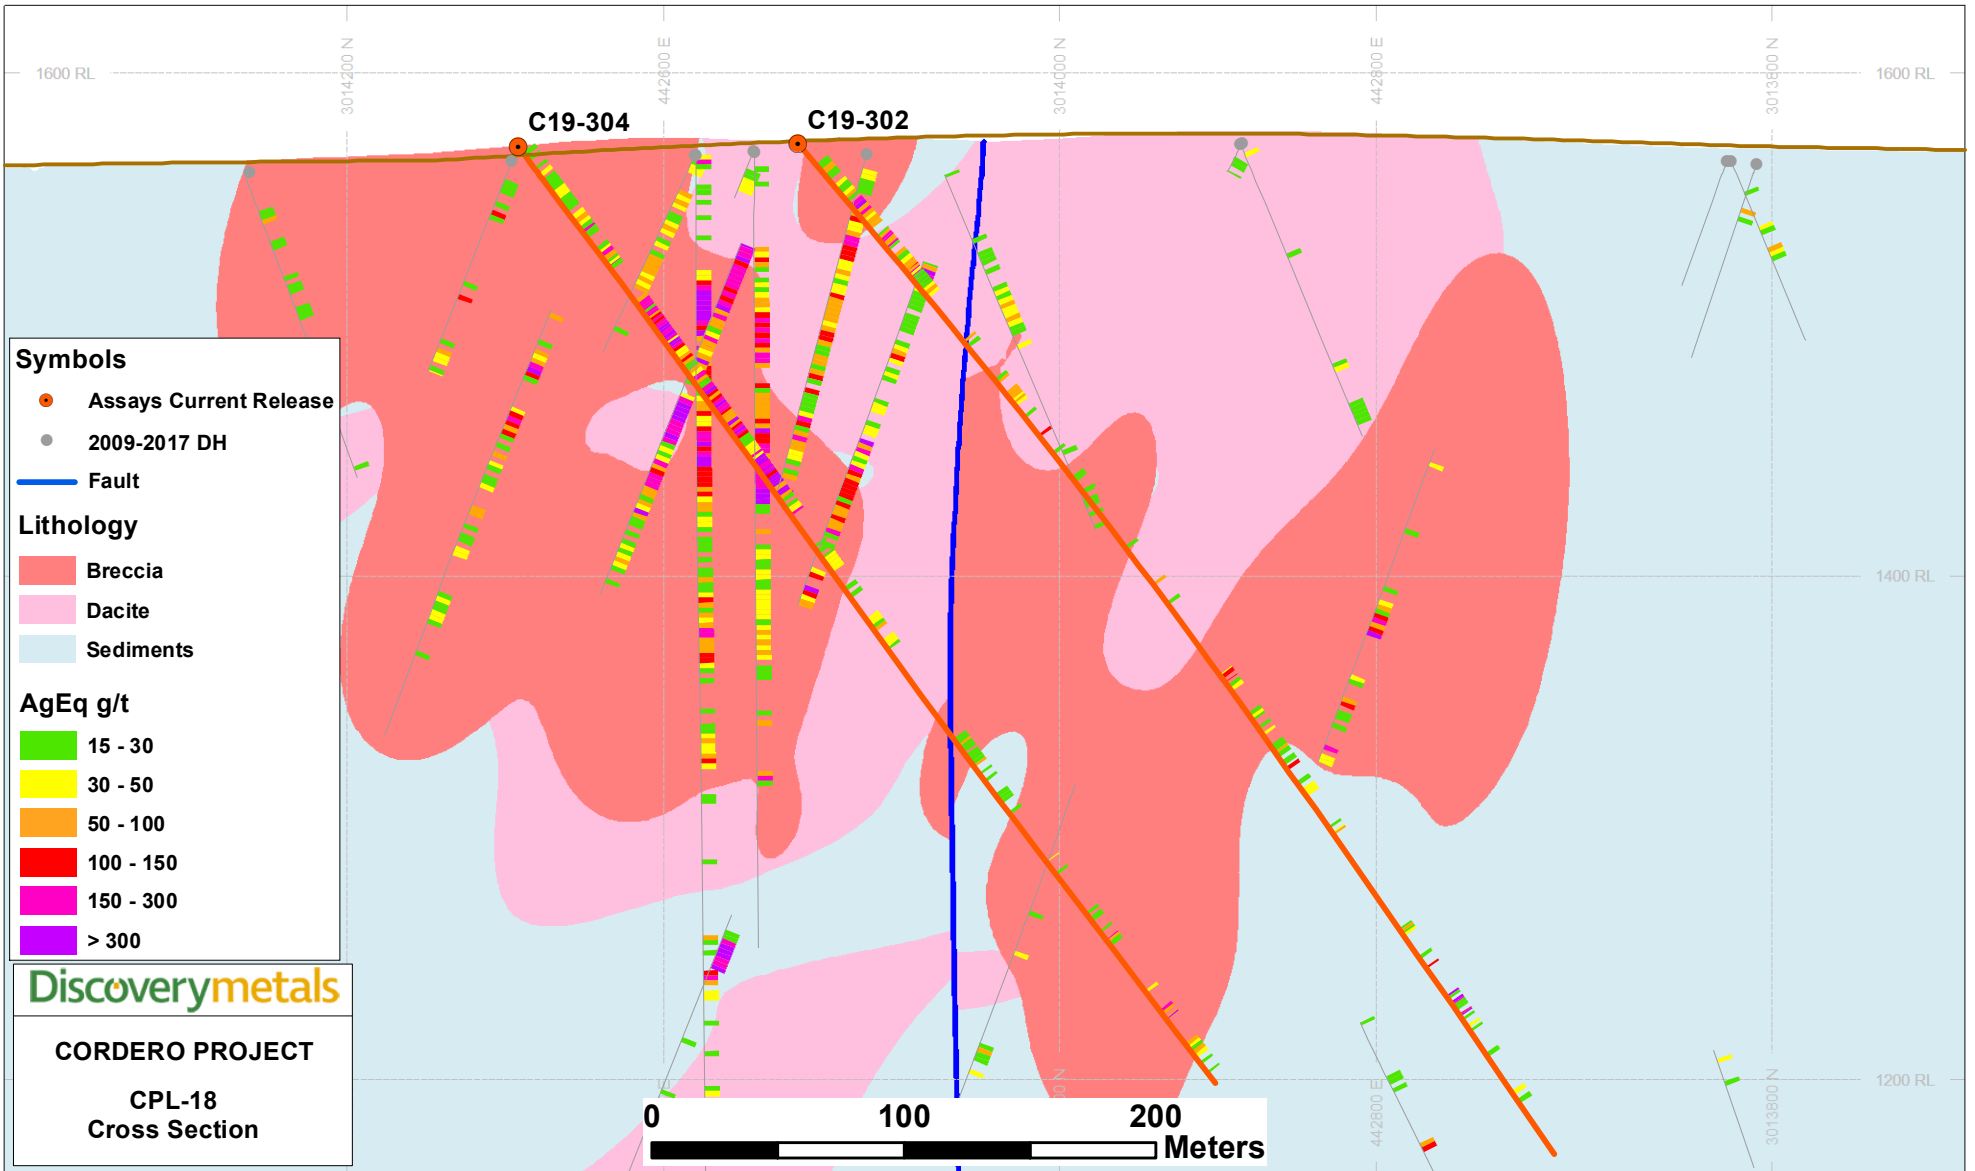 3014200 N
442600 E
3014000 N
442800 E
3013800 N
1600 RL
1600 RL
C19-304
C19-302
Symbols
Assays Current Release
2009-2017 DH
Fault
Lithology
Breccia
Dacite
Sediments
AgEq g/t
15 - 30
30 - 50
50 - 100
100 - 150
150 - 300
> 300
1400 RL
Discoverymetals
CORDERO PROJECT
CPL-18
Cross Section
1200 RL
442800 E
3013800 N
0
100
200
Meters